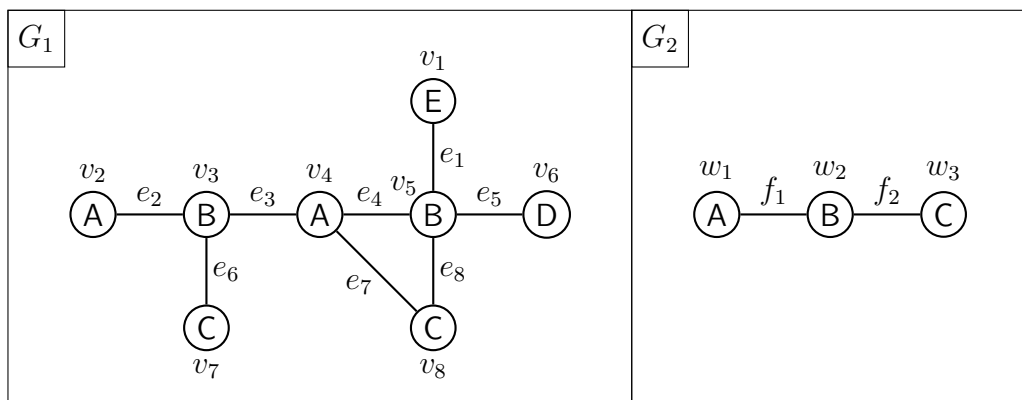 G₁
G₂
v₁
E
e₁
v₂
v₃
v₄
v₅
v₆
A
e₂
B
e₃
A
e₄
B
e₅
D
e₆
e₇
e₈
C
C
v₇
v₈
w₁
w₂
w₃
A
f₁
B
f₂
C